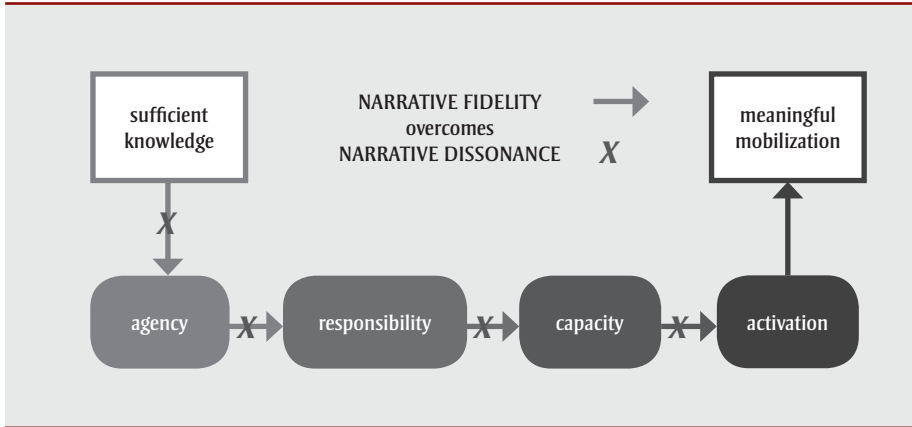 sufficient
knowledge
NARRATIVE FIDELITY
overcomes
NARRATIVE DISSONANCE X
meaningful
mobilization
X
agency
X
responsibility
X
capacity
X
activation